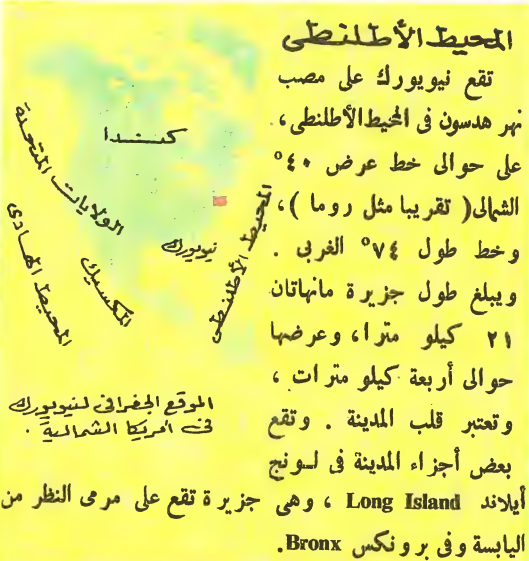 المحيط الأطلنطى
تقع نيويورك على مصب
نهر هدسون فى المحيط الأطلنطى،
على حوالى خط عرض ٤٠°
الشمالى ( تقريبا مثل روما )،
وخط طول ٧٤° الغربى .
ويبلغ طول جزيرة مانهاتان
٢١ كيلو مترا، وعرضها
حوالى أربعة كيلو مترات ،
وتعتبر قلب المدينة . وتقع
بعض أجزاء المدينة فى لونج
أيلاند Long Island ، وهى جزيرة تقع على مرمى النظر من
اليابسة وفى برونكس Bronx.
كندا
الولايات المتحدة
المحيط الهادى
المكسيك
نيويورك
المحيط الأطلنطى
الموقع الجغرافى لنيويورك
فى أمريكا الشمالية .